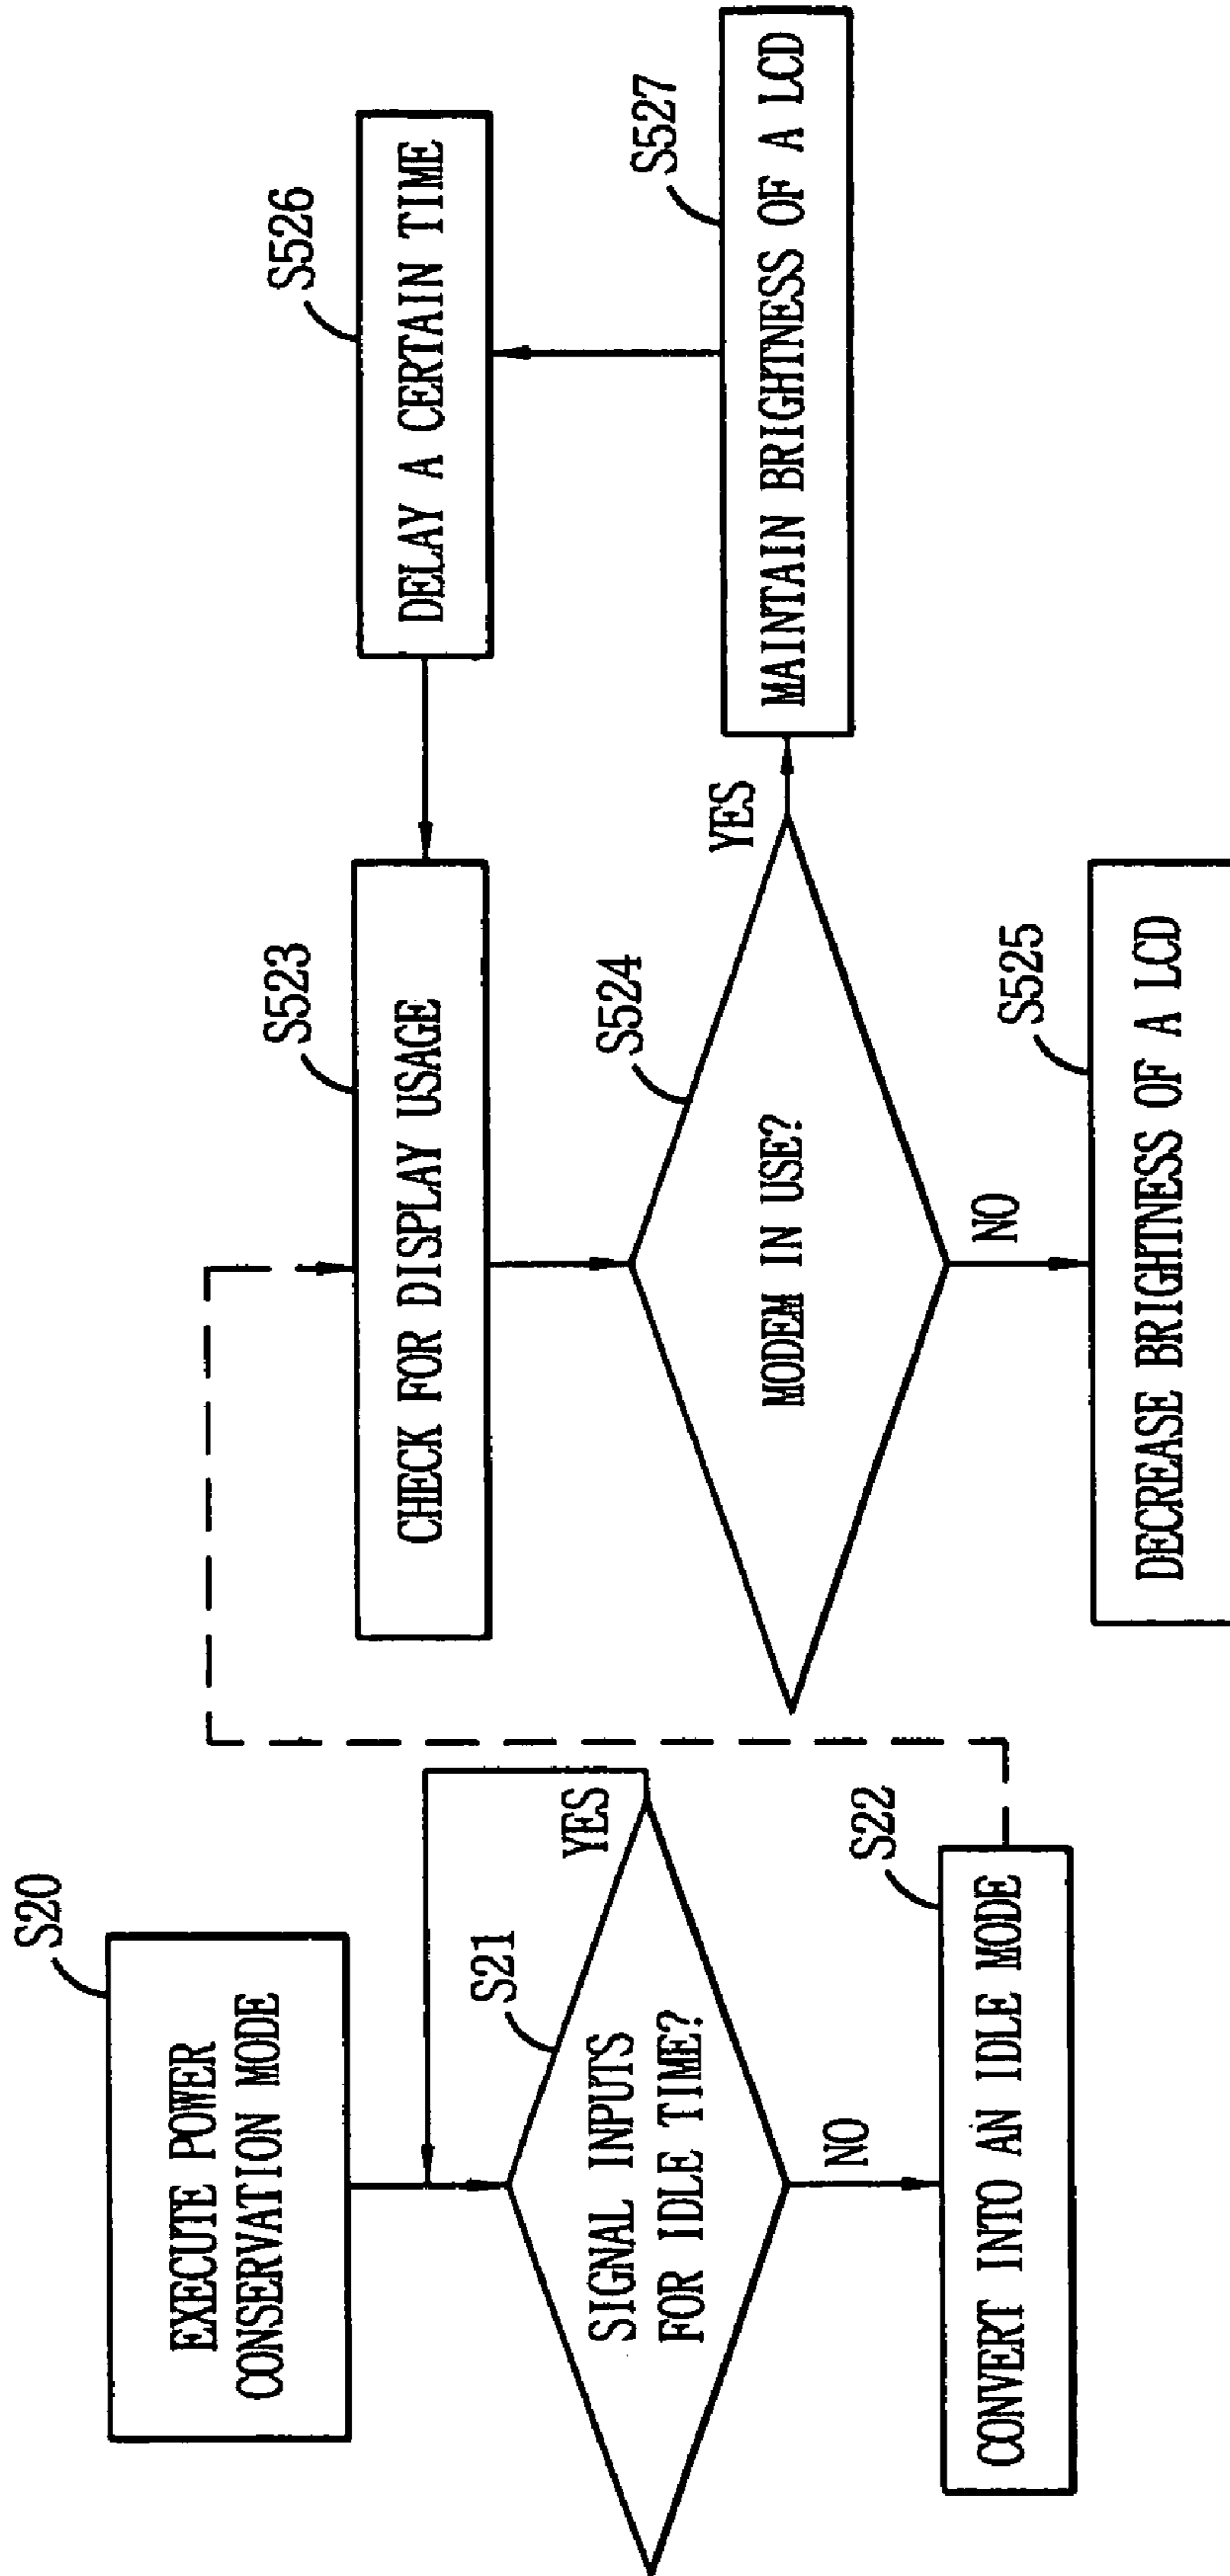 S20
EXECUTE POWER
CONSERVATION MODE
S21
SIGNAL INPUTS
FOR IDLE TIME?
YES
NO
S22
CONVERT INTO AN IDLE MODE
S523
CHECK FOR DISPLAY USAGE
S524
MODEM IN USE?
YES
NO
S525
DECREASE BRIGHTNESS OF A LCD
S526
DELAY A CERTAIN TIME
S527
MAINTAIN BRIGHTNESS OF A LCD